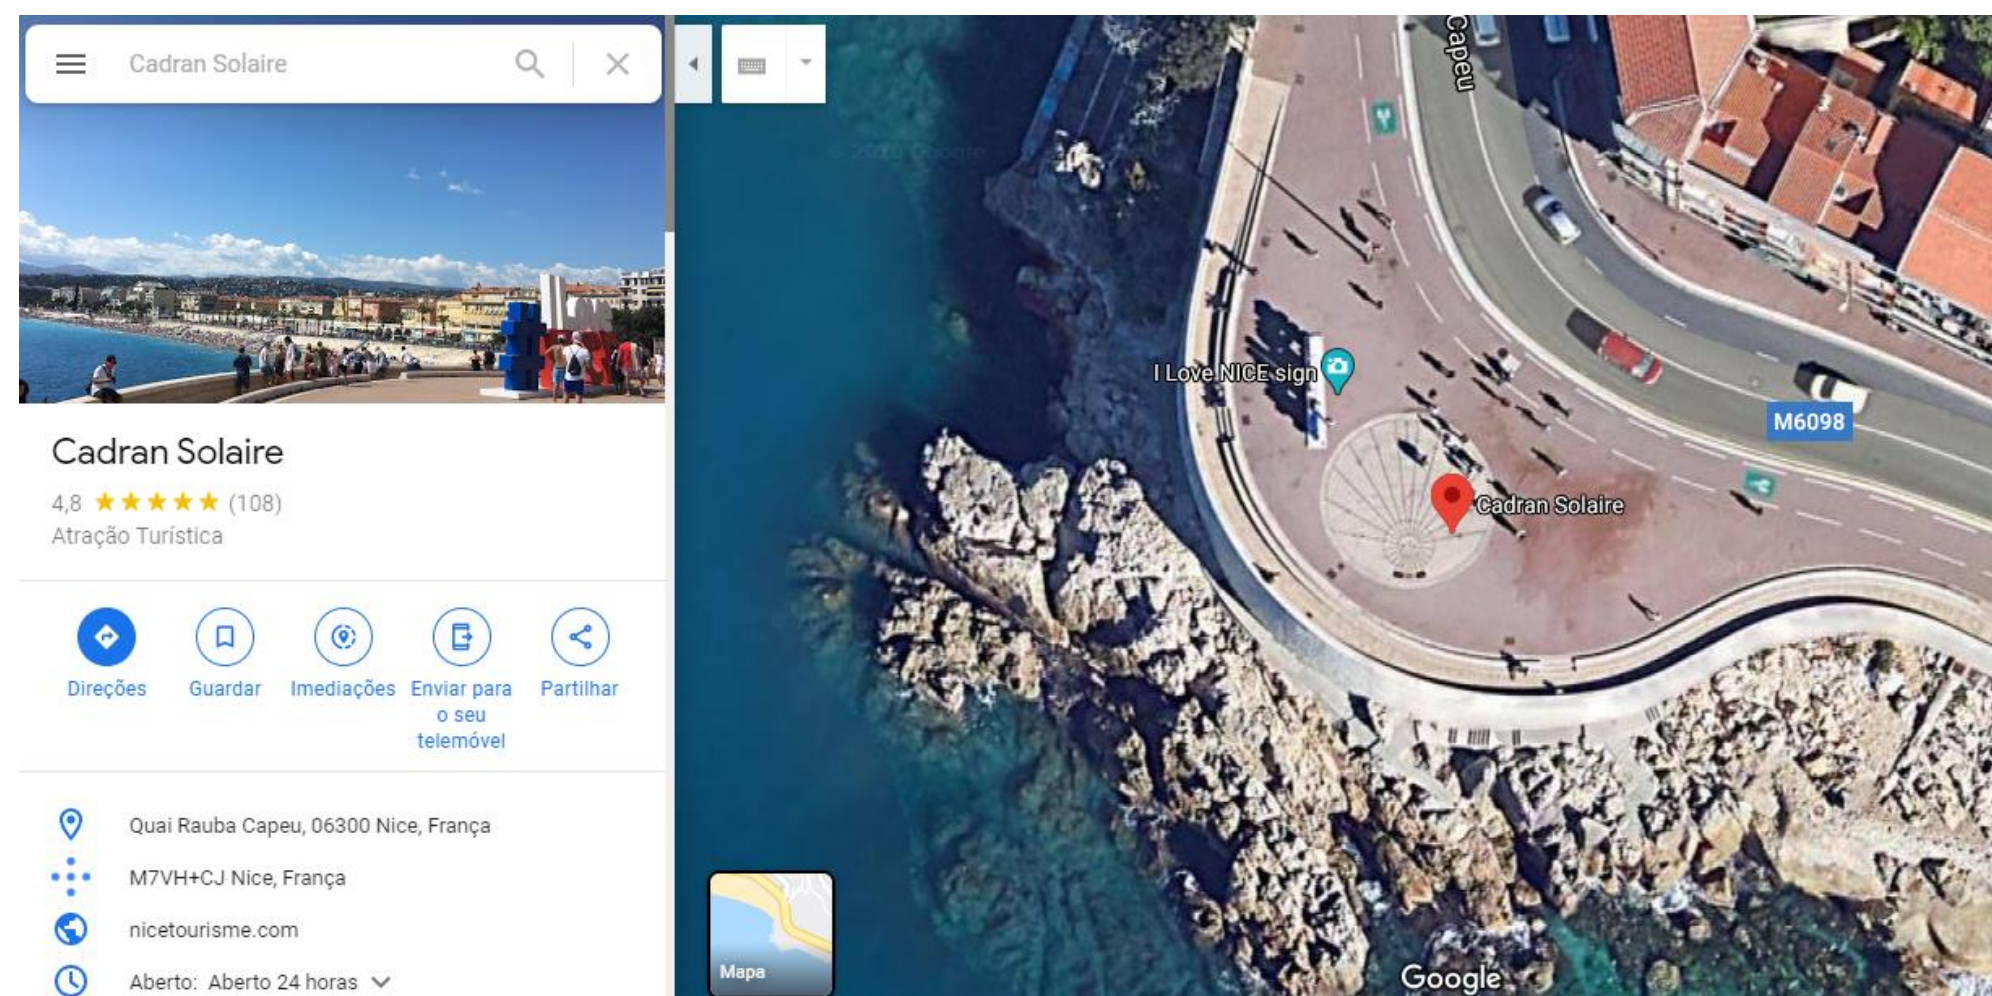 Cadran Solaire
Cadran Solaire
4,8 (108)
Atração Turística
Direções
Guardar
Imediações
Enviar para
o seu
telemóvel
Partilhar
Quai Rauba Capeu, 06300 Nice, França
M7VH+CJ Nice, França
nicetourisme.com
Aberto: Aberto 24 horas
Capeu
I Love NICE sign
M6098
Cadran Solaire
Mapa
Google